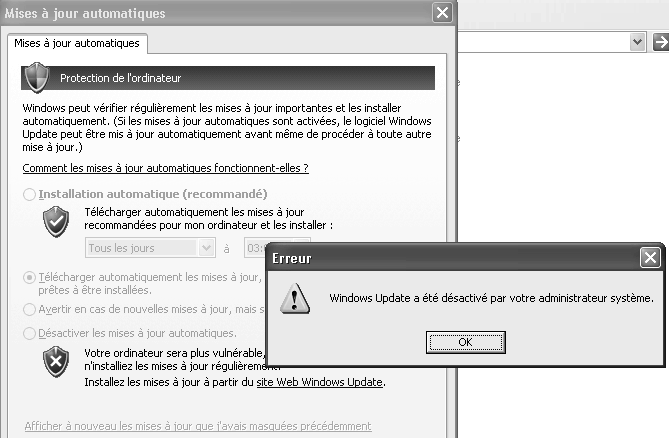 Mises à jour automatiques
Mises à jour automatiques
Protection de l'ordinateur
Windows peut vérifier régulièrement les mises à jour importantes et les installer
automatiquement. (Si les mises à jour automatiques sont activées, le logiciel Windows
Update peut être mis à jour automatiquement avant même de procéder à toute autre
mise à jour.)
Comment les mises à jour automatiques fonctionnent-elles ?
Installation automatique (recommandé)
Télécharger automatiquement les mises à jour
recommandées pour mon ordinateur et les installer :
Tous les jours à 03:
Télécharger automatiquement les mises à jour,
prêtes à être installées.
Avertir en cas de nouvelles mises à jour, mais
Désactiver les mises à jour automatiques.
Votre ordinateur sera plus vulnérable,
n'installiez les mises à jour régulièrement.
Installez les mises à jour à partir du site Web Windows Update.
Afficher à nouveau les mises à jour que j'avais masquées précédemment
Erreur
Windows Update a été désactivé par votre administrateur système.
OK